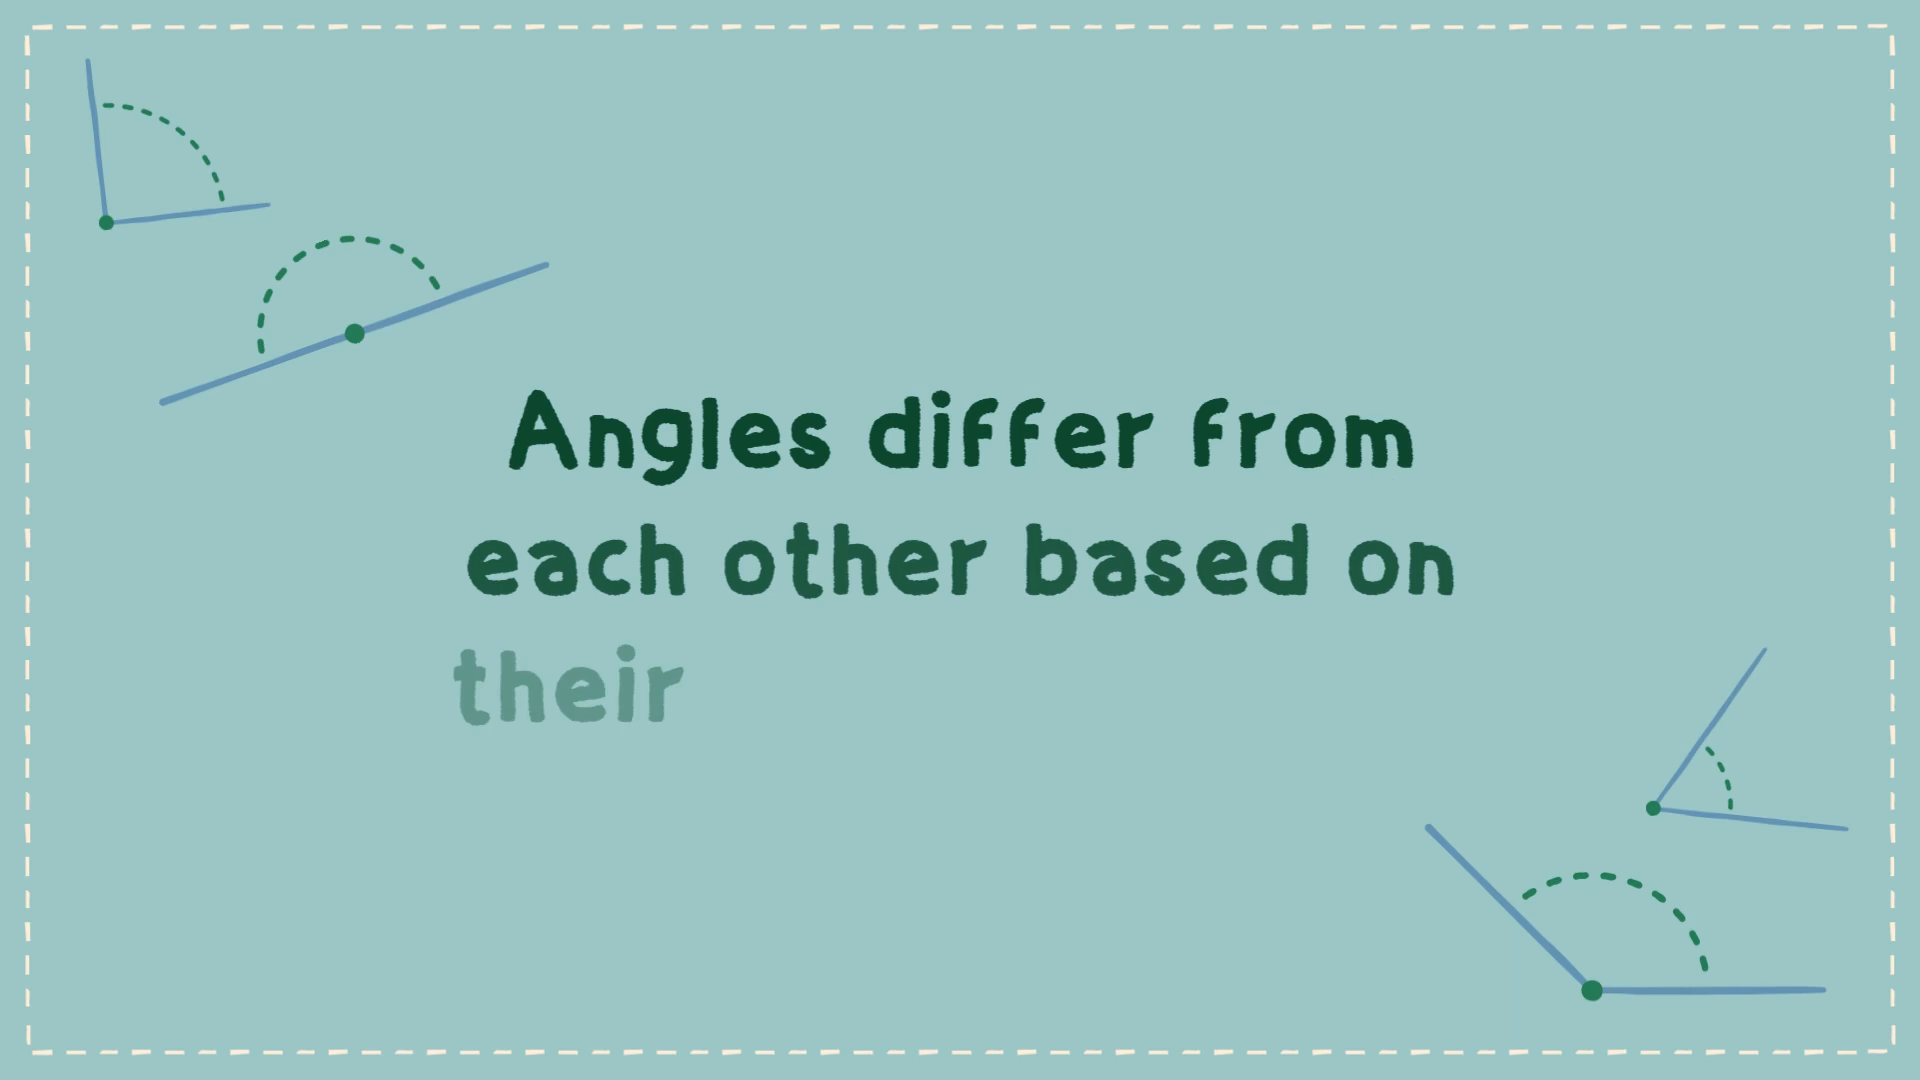 Angles differ from
each other based on
their